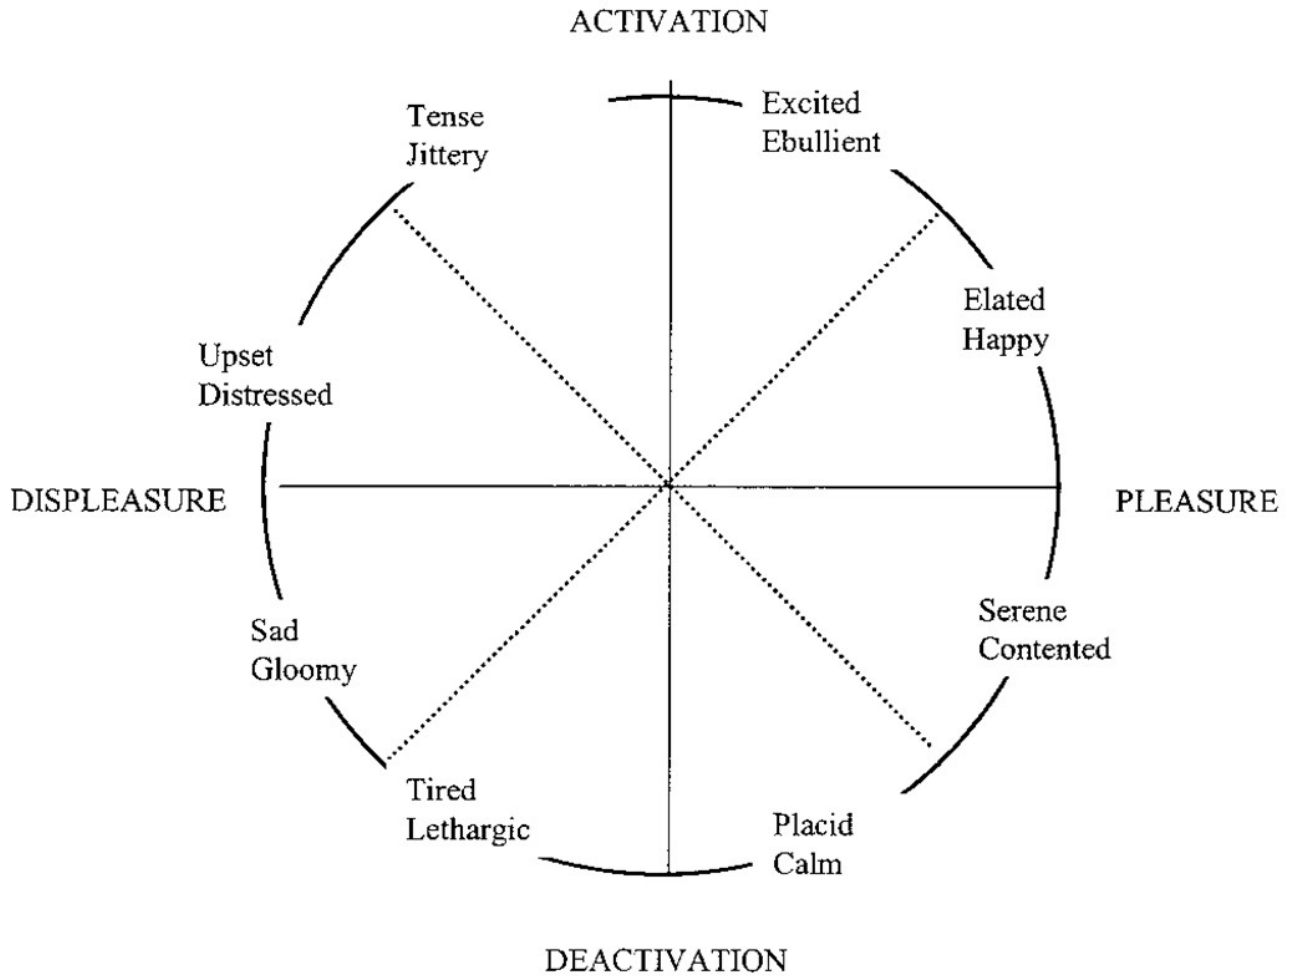 ACTIVATION
Excited
Ebullient
Tense
Jittery
Elated
Happy
Upset
Distressed
DISPLEASURE
PLEASURE
Serene
Contented
Sad
Gloomy
Tired
Lethargic
Placid
Calm
DEACTIVATION